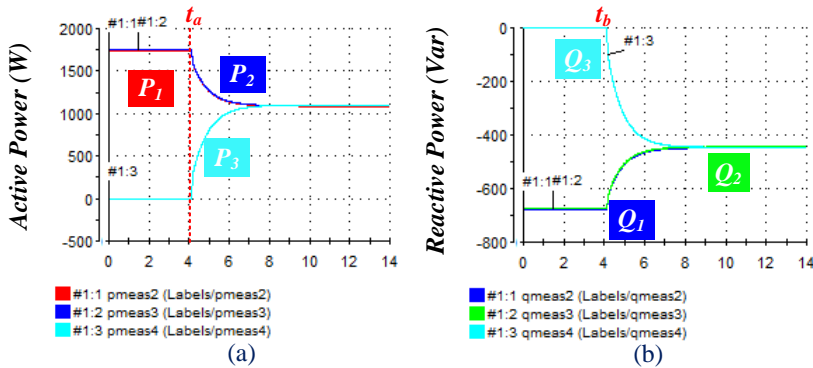 t_a
#1:1 #1:2
2000
1500
1000
500
0
-500
Active Power (W)
P_1
P_2
P_3
#1:3
0 2 4 6 8 10 12 14
#1:1 pmeas2 (Labels/pmeas2)
#1:2 pmeas3 (Labels/pmeas3)
#1:3 pmeas4 (Labels/pmeas4)
(a)
t_b
0
-200
-400
-600
-800
Reactive Power (Var)
Q_3
#1:3
#1:1 #1:2
Q_2
Q_1
0 2 4 6 8 10 12 14
#1:1 qmeas2 (Labels/qmeas2)
#1:2 qmeas3 (Labels/qmeas3)
#1:3 qmeas4 (Labels/qmeas4)
(b)